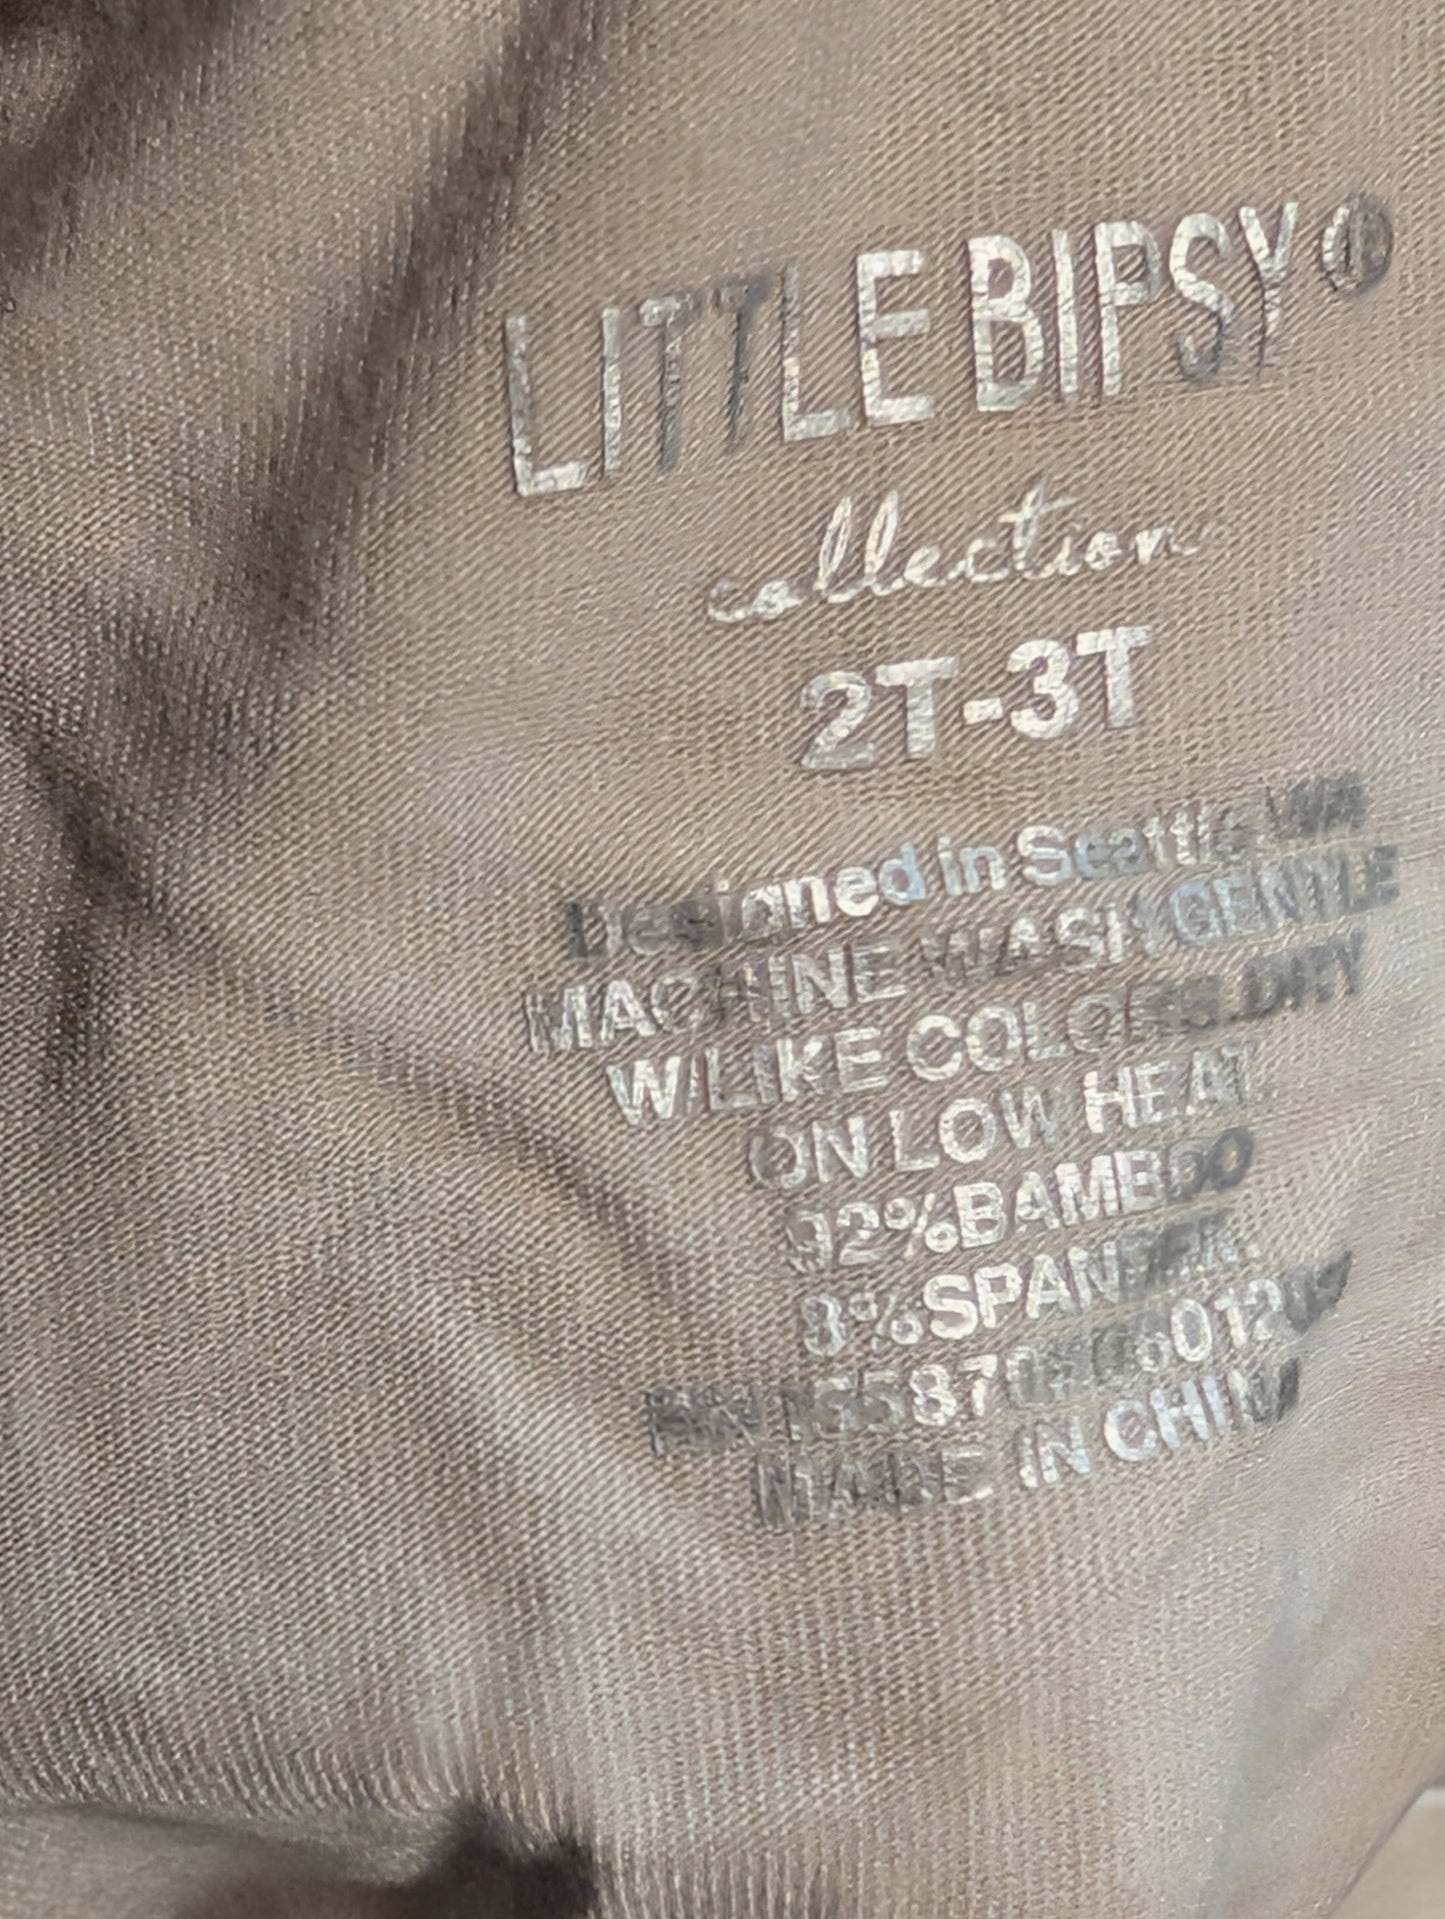 LITTLE BIPSY®
collection
2T-3T
Designed in Seattle, WA
MACHINE WASH GENTLE
W/LIKE COLORS. DRY
ON LOW HEAT.
92%BAMBOO
8%SPANDEX.
MADE IN CHINA